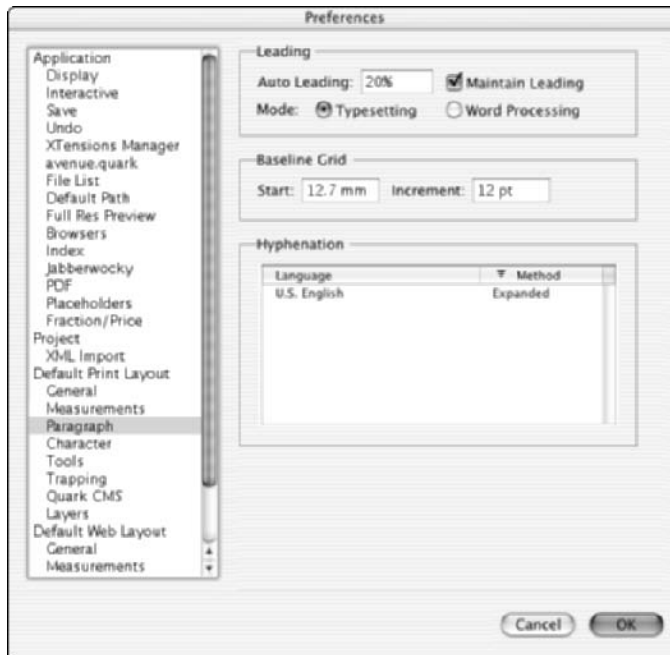 Preferences
Application
Display
Interactive
Save
Undo
XTensions Manager
avenue.quark
File List
Default Path
Full Res Preview
Browsers
Index
Jabberwocky
PDF
Placeholders
Fraction/Price
Project
XML Import
Default Print Layout
General
Measurements
Paragraph
Character
Tools
Trapping
Quark CMS
Layers
Default Web Layout
General
Measurements
Leading
Auto Leading: 20% Maintain Leading
Mode: Typesetting Word Processing
Baseline Grid
Start: 12.7 mm Increment: 12 pt
Hyphenation
Language Method
U.S. English Expanded
Cancel OK